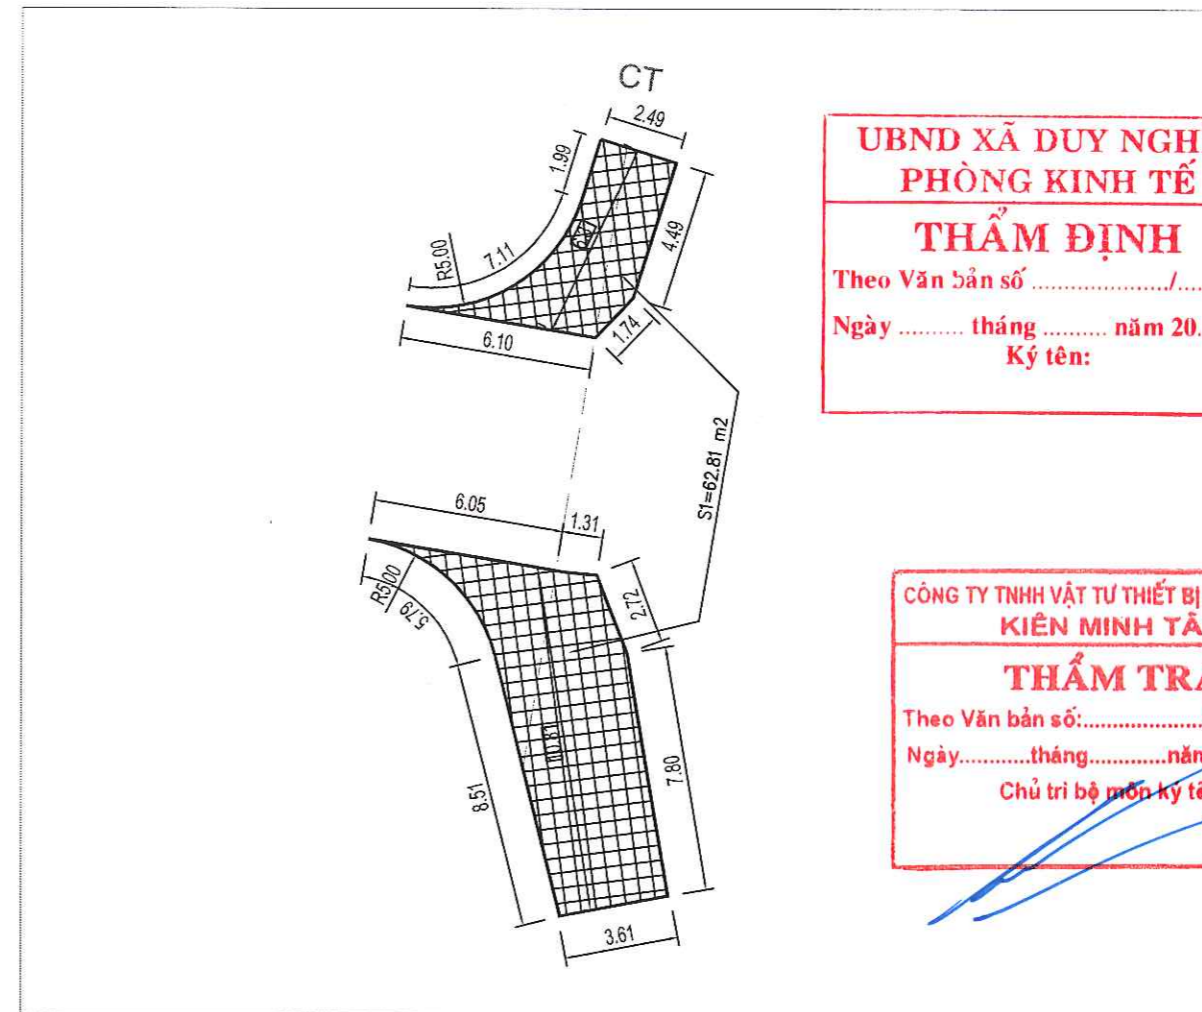 CT
2.49
1.99
4.49
7.11
R5.00
6.10
1.74
S1=62.81 m2
6.05
1.31
R5.00
5.79
2.72
8.51
7.80
3.61
UBND XÃ DUY NGH
PHÒNG KINH TẾ
THẨM ĐỊNH
Theo Văn bản số ...................../.....
Ngày .......... tháng .......... năm 20.
Ký tên:
CÔNG TY TNHH VẬT TƯ THIẾT BỊ
KIÊN MINH TÂ
THẨM TRA
Theo Văn bản số:.....................
Ngày............tháng.............năm
Chủ trì bộ môn ký tê